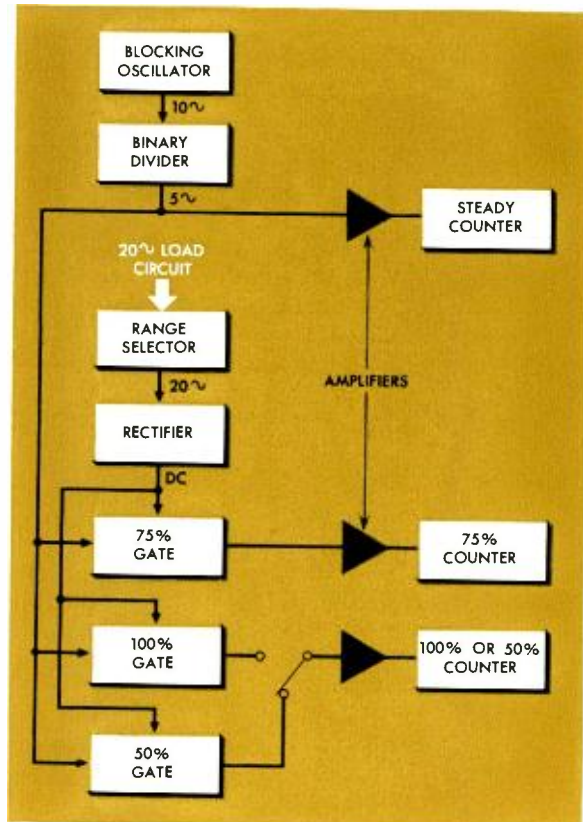 BLOCKING
OSCILLATOR
10∿
BINARY
DIVIDER
5∿
STEADY
COUNTER
20∿ LOAD
CIRCUIT
RANGE
SELECTOR
20∿
AMPLIFIERS
RECTIFIER
DC
75%
GATE
75%
COUNTER
100%
GATE
100% OR 50%
COUNTER
50%
GATE